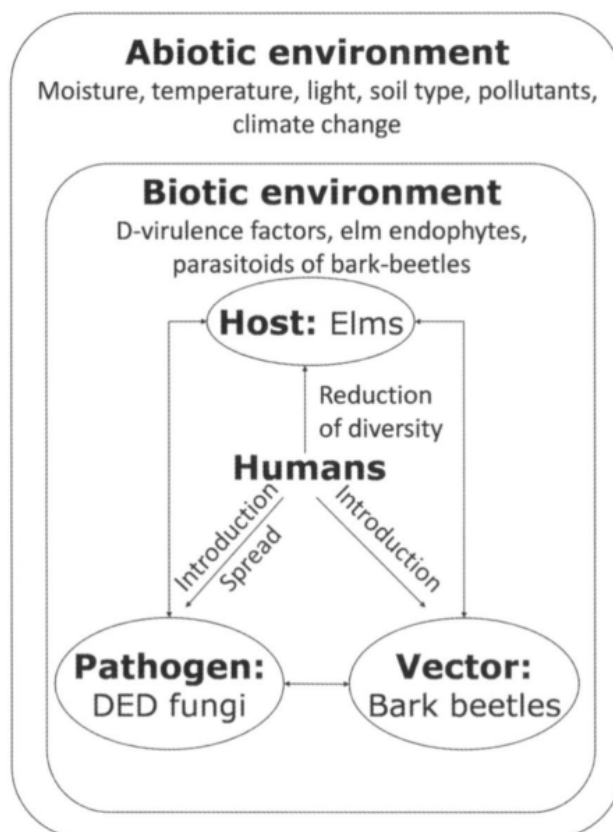 Abiotic environment
Moisture, temperature, light, soil type, pollutants,
climate change
Biotic environment
D-virulence factors, elm endophytes,
parasitoids of bark-beetles
Host: Elms
Reduction
of diversity
Humans
Introduction
Spread
Introduction
Pathogen:
DED fungi
Vector:
Bark beetles